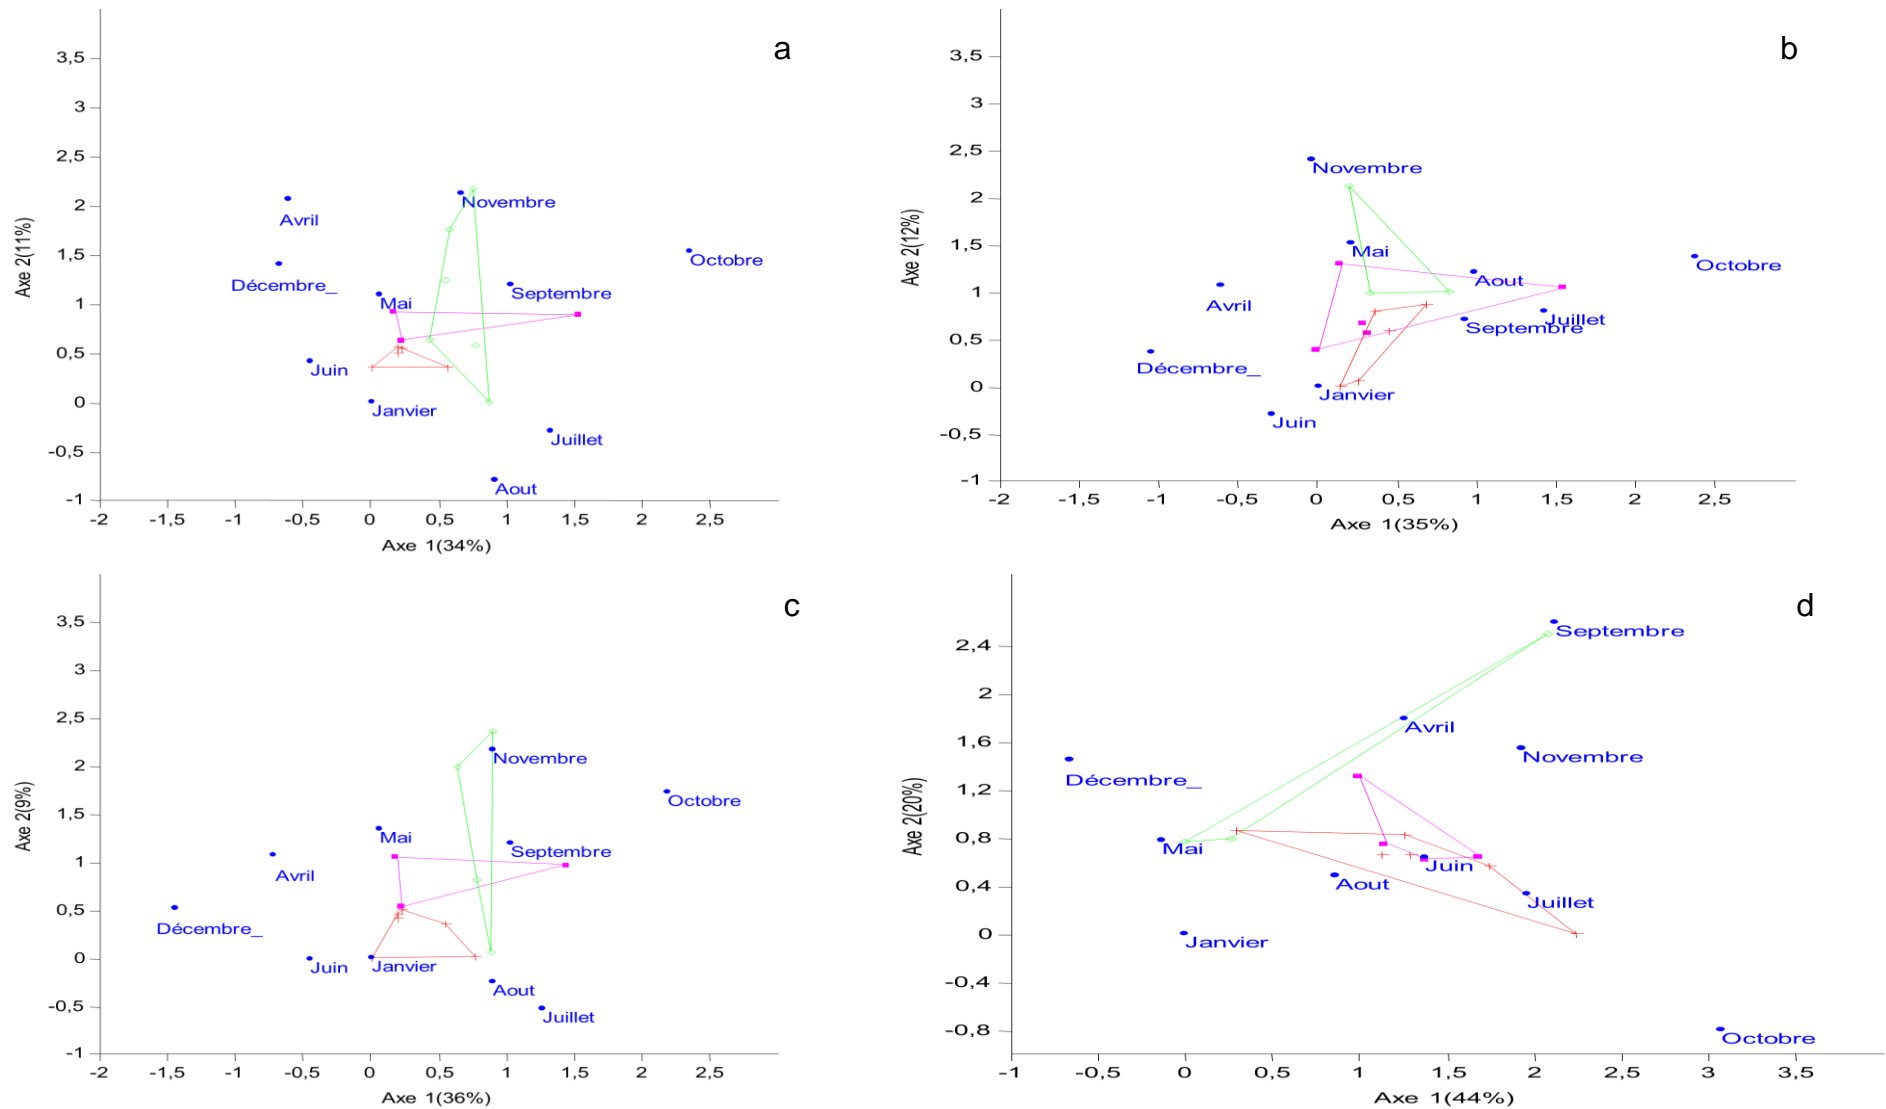 a
3,5
3
2,5
2
1,5
1
0,5
0
-0,5
-1
Axe 2(11%)
Avril
Novembre
Octobre
Décembre_
Septembre
Mai
Juin
Janvier
Juillet
Aout
-2 -1,5 -1 -0,5 0 0,5 1 1,5 2 2,5
Axe 1(34%)
b
3,5
3
2,5
2
1,5
1
0,5
0
-0,5
-1
Axe 2(12%)
Novembre
Mai
Octobre
Aout
Avril
Juillet
Septembre
Décembre_
Janvier
Juin
-2 -1,5 -1 -0,5 0 0,5 1 1,5 2 2,5
Axe 1(35%)
c
3,5
3
2,5
2
1,5
1
0,5
0
-0,5
-1
Axe 2(9%)
Novembre
Octobre
Mai
Septembre
Avril
Décembre_
Juin
Janvier
Aout
Juillet
-2 -1,5 -1 -0,5 0 0,5 1 1,5 2 2,5
Axe 1(36%)
d
2,4
2
1,6
1,2
0,8
0,4
0
-0,4
-0,8
Axe 2(20%)
Septembre
Avril
Novembre
Décembre_
Mai
Juin
Aout
Juillet
Janvier
Octobre
-1 -0,5 0 0,5 1 1,5 2 2,5 3 3,5
Axe 1(44%)